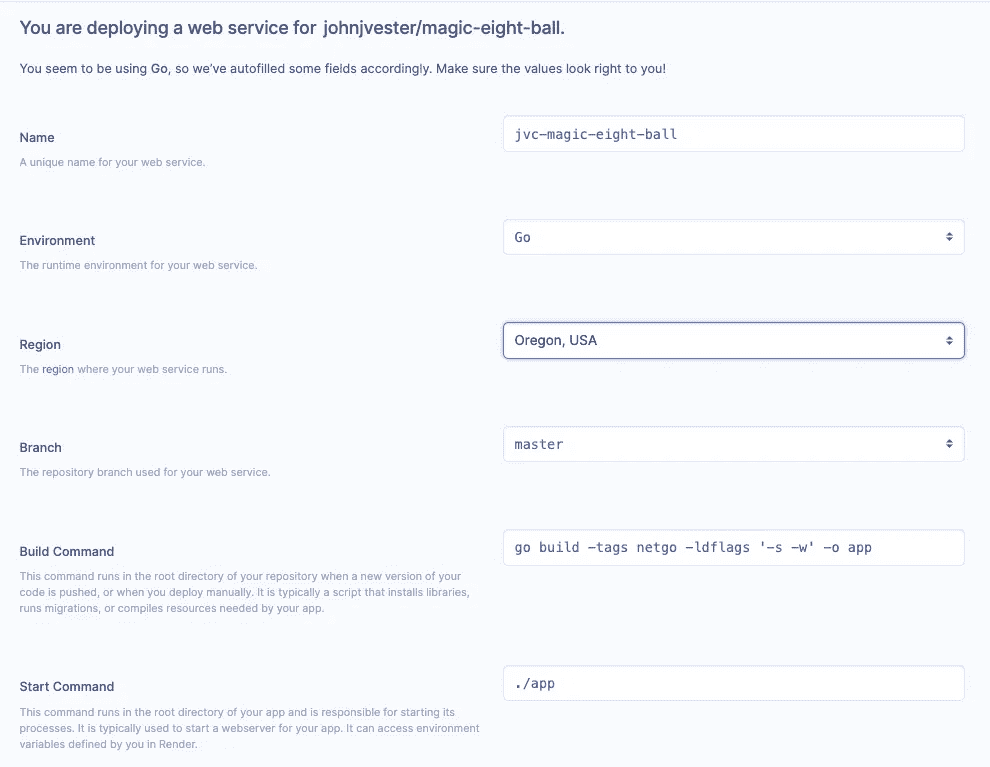 You are deploying a web service for johnjvester/magic-eight-ball.
You seem to be using Go, so we've autofilled some fields accordingly. Make sure the values look right to you!
Name
jvc-magic-eight-ball
A unique name for your web service.
Environment
Go
The runtime environment for your web service.
Region
Oregon, USA
The region where your web service runs.
Branch
master
The repository branch used for your web service.
Build Command
go build -tags netgo -ldflags '-s -w' -o app
This command runs in the root directory of your repository when a new version of your
code is pushed, or when you deploy manually. It is typically a script that installs libraries,
runs migrations, or compiles resources needed by your app.
Start Command
./app
This command runs in the root directory of your app and is responsible for starting its
processes. It is typically used to start a webserver for your app. It can access environment
variables defined by you in Render.